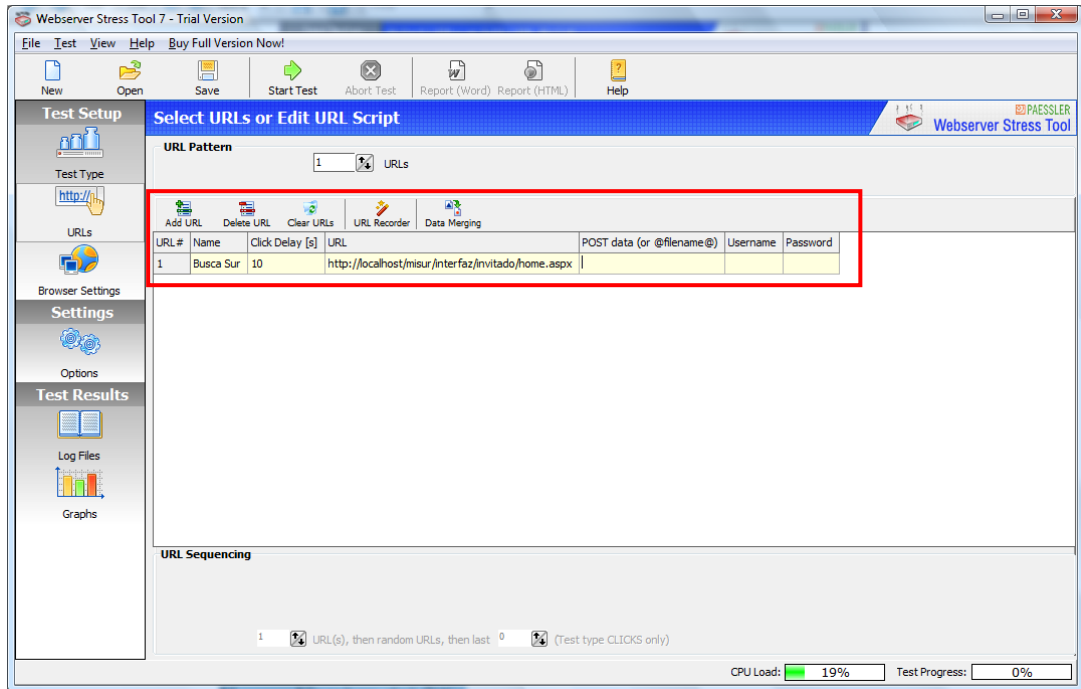 Webserver Stress Tool 7 - Trial Version
File Test View Help Buy Full Version Now!
New Open Save Start Test Abort Test Report (Word) Report (HTML) Help
Test Setup
Select URLs or Edit URL Script
PAESSLER
Webserver Stress Tool
URL Pattern
1 URLs
Test Type
http://
URLs
Add URL Delete URL Clear URLs URL Recorder Data Merging
URL# Name Click Delay [s] URL POST data (or @filename@) Username Password
1 Busca Sur 10 http://localhost/misur/interfaz/invitado/home.aspx
Browser Settings
Settings
Options
Test Results
Log Files
Graphs
URL Sequencing
1 URL(s), then random URLs, then last 0 (Test type CLICKS only)
CPU Load: 19% Test Progress: 0%